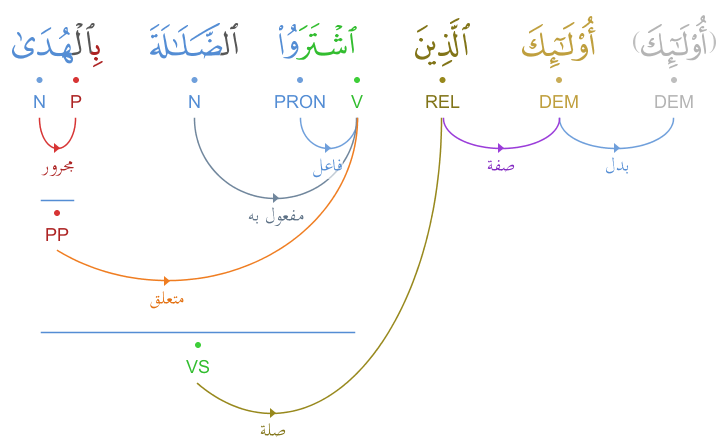 (أُو۟لَـٰٓئِكَ) أُو۟لَـٰٓئِكَ ٱلَّذِينَ ٱشْتَرَوُا۟ ٱلضَّلَـٰلَةَ بِٱلْهُدَىٰ
DEM DEM REL V PRON N P N
بدل صفة فاعل مجرور
مفعول به
PP
متعلق
VS
صلة